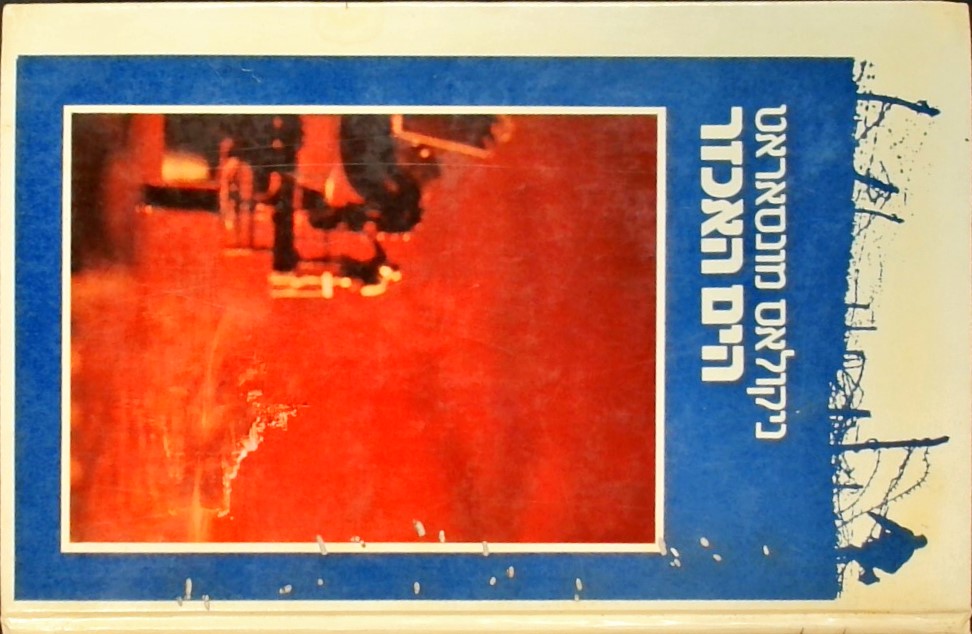 ניקולאס מונסאראט
הים האכזר